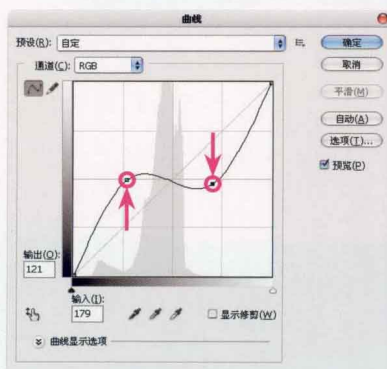 曲线
预设(R): 自定
确定
通道(C): RGB
取消
平滑(M)
自动(A)
选项(T)...
预览(P)
输出(O):
121
输入(I):
179
显示修剪(W)
曲线显示选项